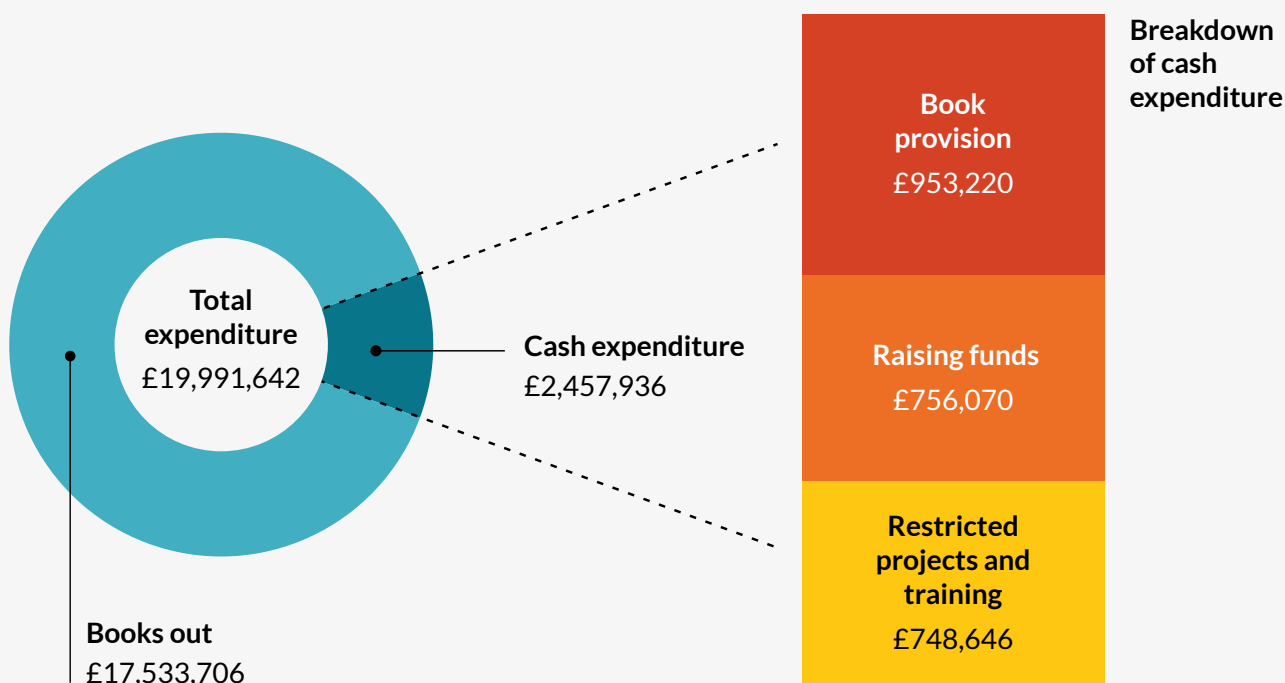 Total
expenditure
£19,991,642
Books out
£17,533,706
Cash expenditure
£2,457,936
Breakdown
of cash
expenditure
Book
provision
£953,220
Raising funds
£756,070
Restricted
projects and
training
£748,646